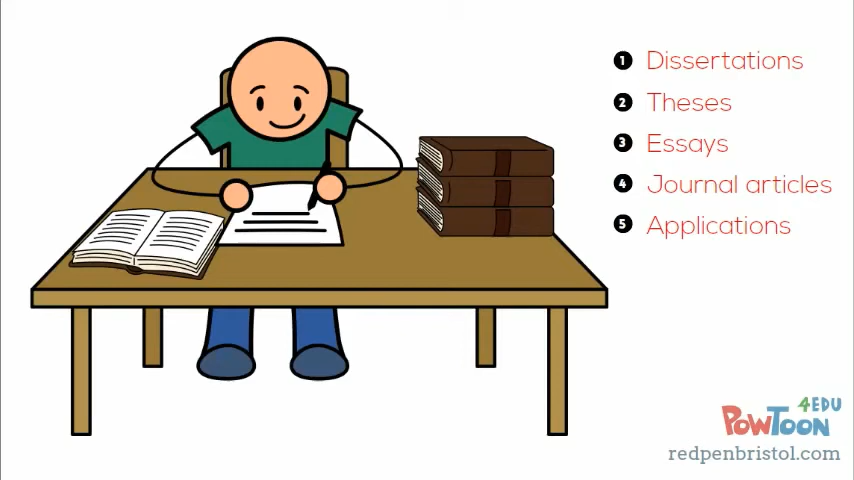 1 Dissertations
2 Theses
3 Essays
4 Journal articles
5 Applications
4EDU
POWTOON
redpenbristol.com